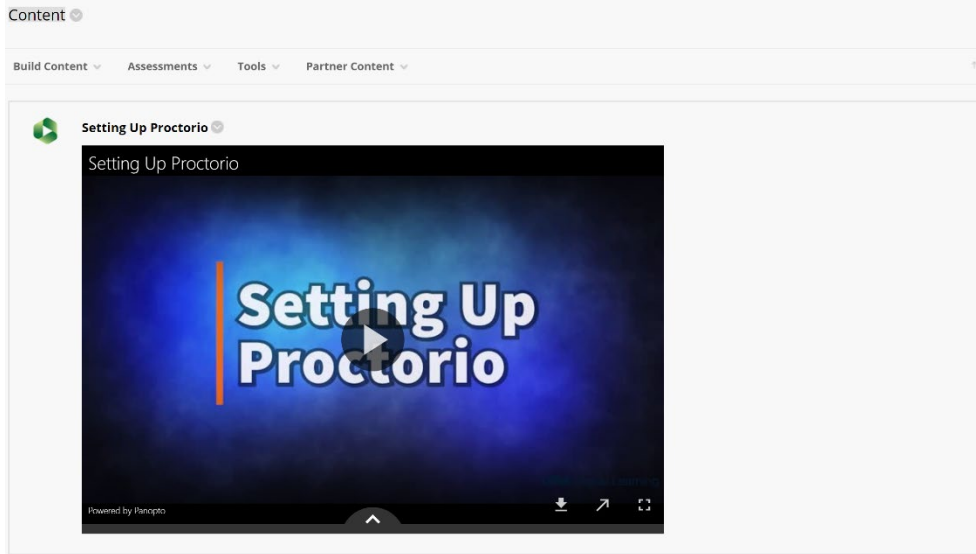 Content
Build Content Assessments Tools Partner Content
Setting Up Proctorio
Setting Up Proctorio
Setting Up
Proctorio
Powered by Panopto